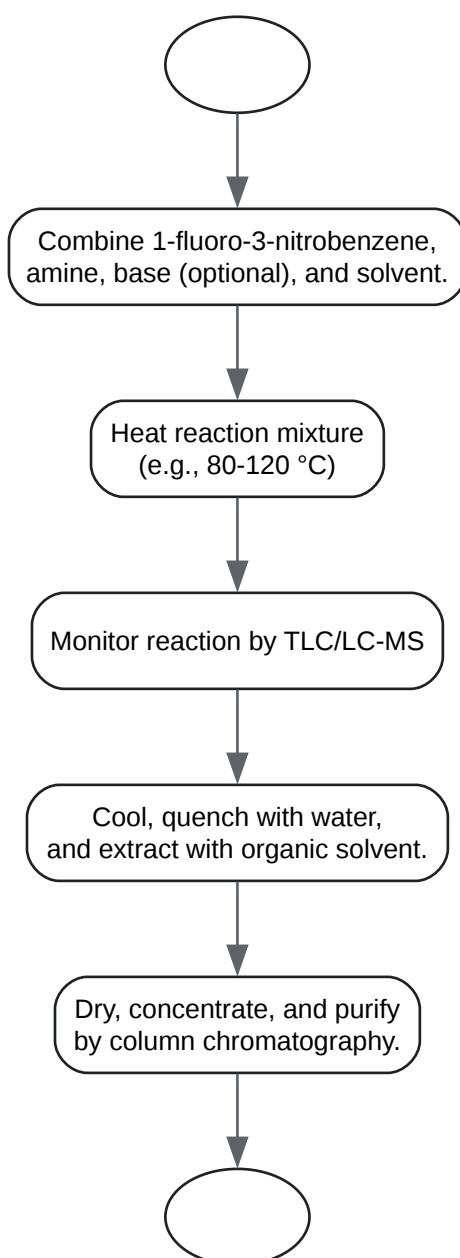 Combine 1-fluoro-3-nitrobenzene,
amine, base (optional), and solvent.
Heat reaction mixture
(e.g., 80-120 °C)
Monitor reaction by TLC/LC-MS
Cool, quench with water,
and extract with organic solvent.
Dry, concentrate, and purify
by column chromatography.